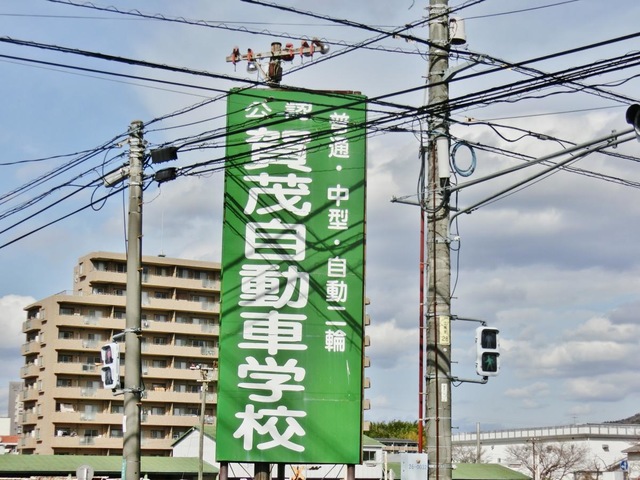 公認
賀茂自動車学校
普通・中型・自動二輪